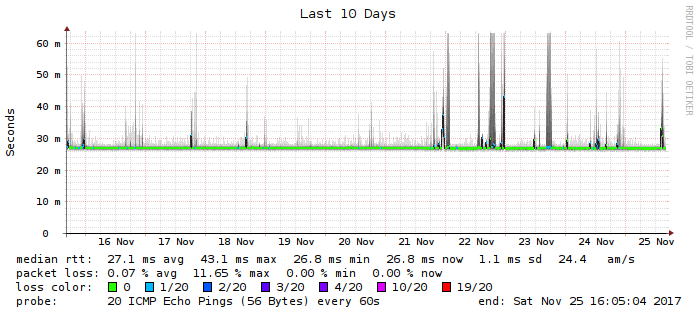 Last 10 Days
RRDTOOL / TOBI OETIKER
Seconds
60 m
50 m
40 m
30 m
20 m
10 m
0
16 Nov 17 Nov 18 Nov 19 Nov 20 Nov 21 Nov 22 Nov 23 Nov 24 Nov 25 Nov
median rtt: 27.1 ms avg 43.1 ms max 26.8 ms min 26.8 ms now 1.1 ms sd 24.4 am/s
packet loss: 0.07 % avg 11.65 % max 0.00 % min 0.00 % now
loss color: 0 1/20 2/20 3/20 4/20 10/20 19/20
probe: 20 ICMP Echo Pings (56 Bytes) every 60s end: Sat Nov 25 16:05:04 2017